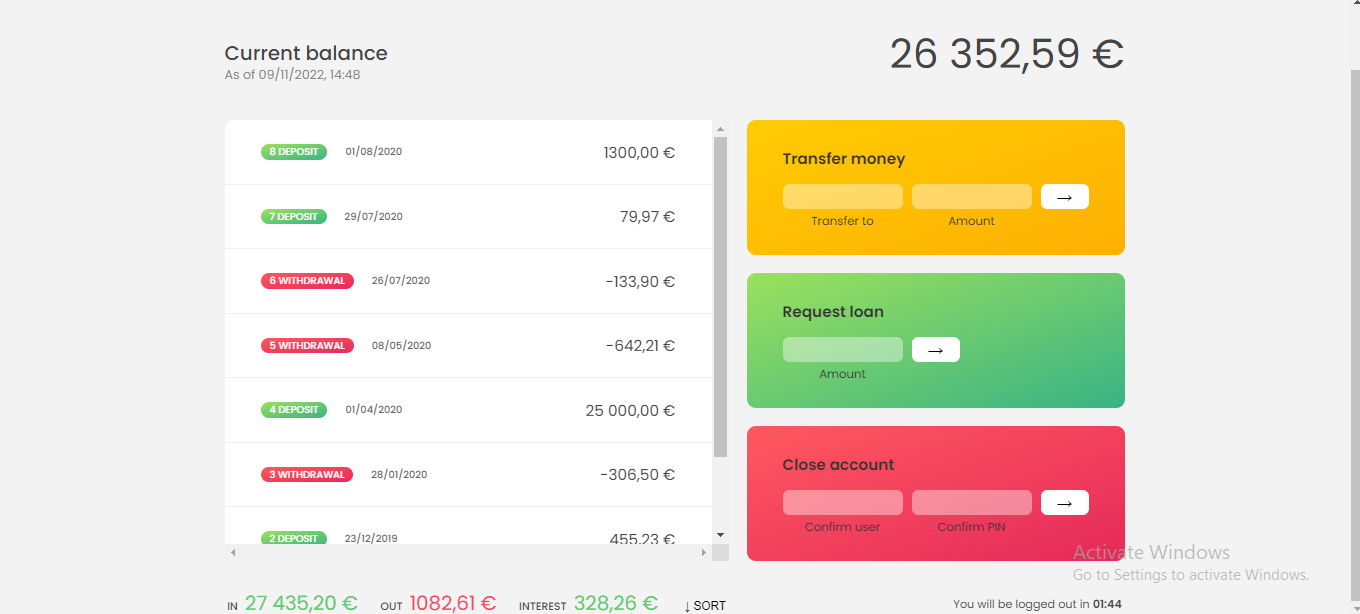 Current balance
As of 09/11/2022, 14:48
26 352,59 €
8 DEPOSIT 01/08/2020 1300,00 €
7 DEPOSIT 29/07/2020 79,97 €
6 WITHDRAWAL 26/07/2020 -133,90 €
5 WITHDRAWAL 08/05/2020 -642,21 €
4 DEPOSIT 01/04/2020 25 000,00 €
3 WITHDRAWAL 28/01/2020 -306,50 €
2 DEPOSIT 23/12/2019 455,23 €
Transfer money
→
Transfer to Amount
Request loan
→
Amount
Close account
→
Confirm user Confirm PIN
Activate Windows
Go to Settings to activate Windows.
IN 27 435,20 € OUT 1082,61 € INTEREST 328,26 € ↓ SORT
You will be logged out in 01:44